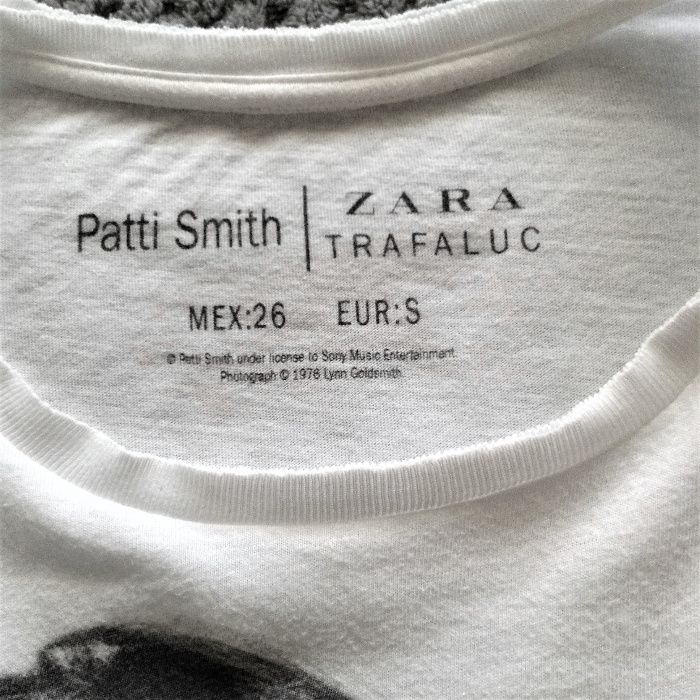 Patti Smith | ZARA
TRAFALUC
MEX:26 EUR:S
© Patti Smith under license to Sony Music Entertainment
Photograph © 1976 Lynn Goldsmith